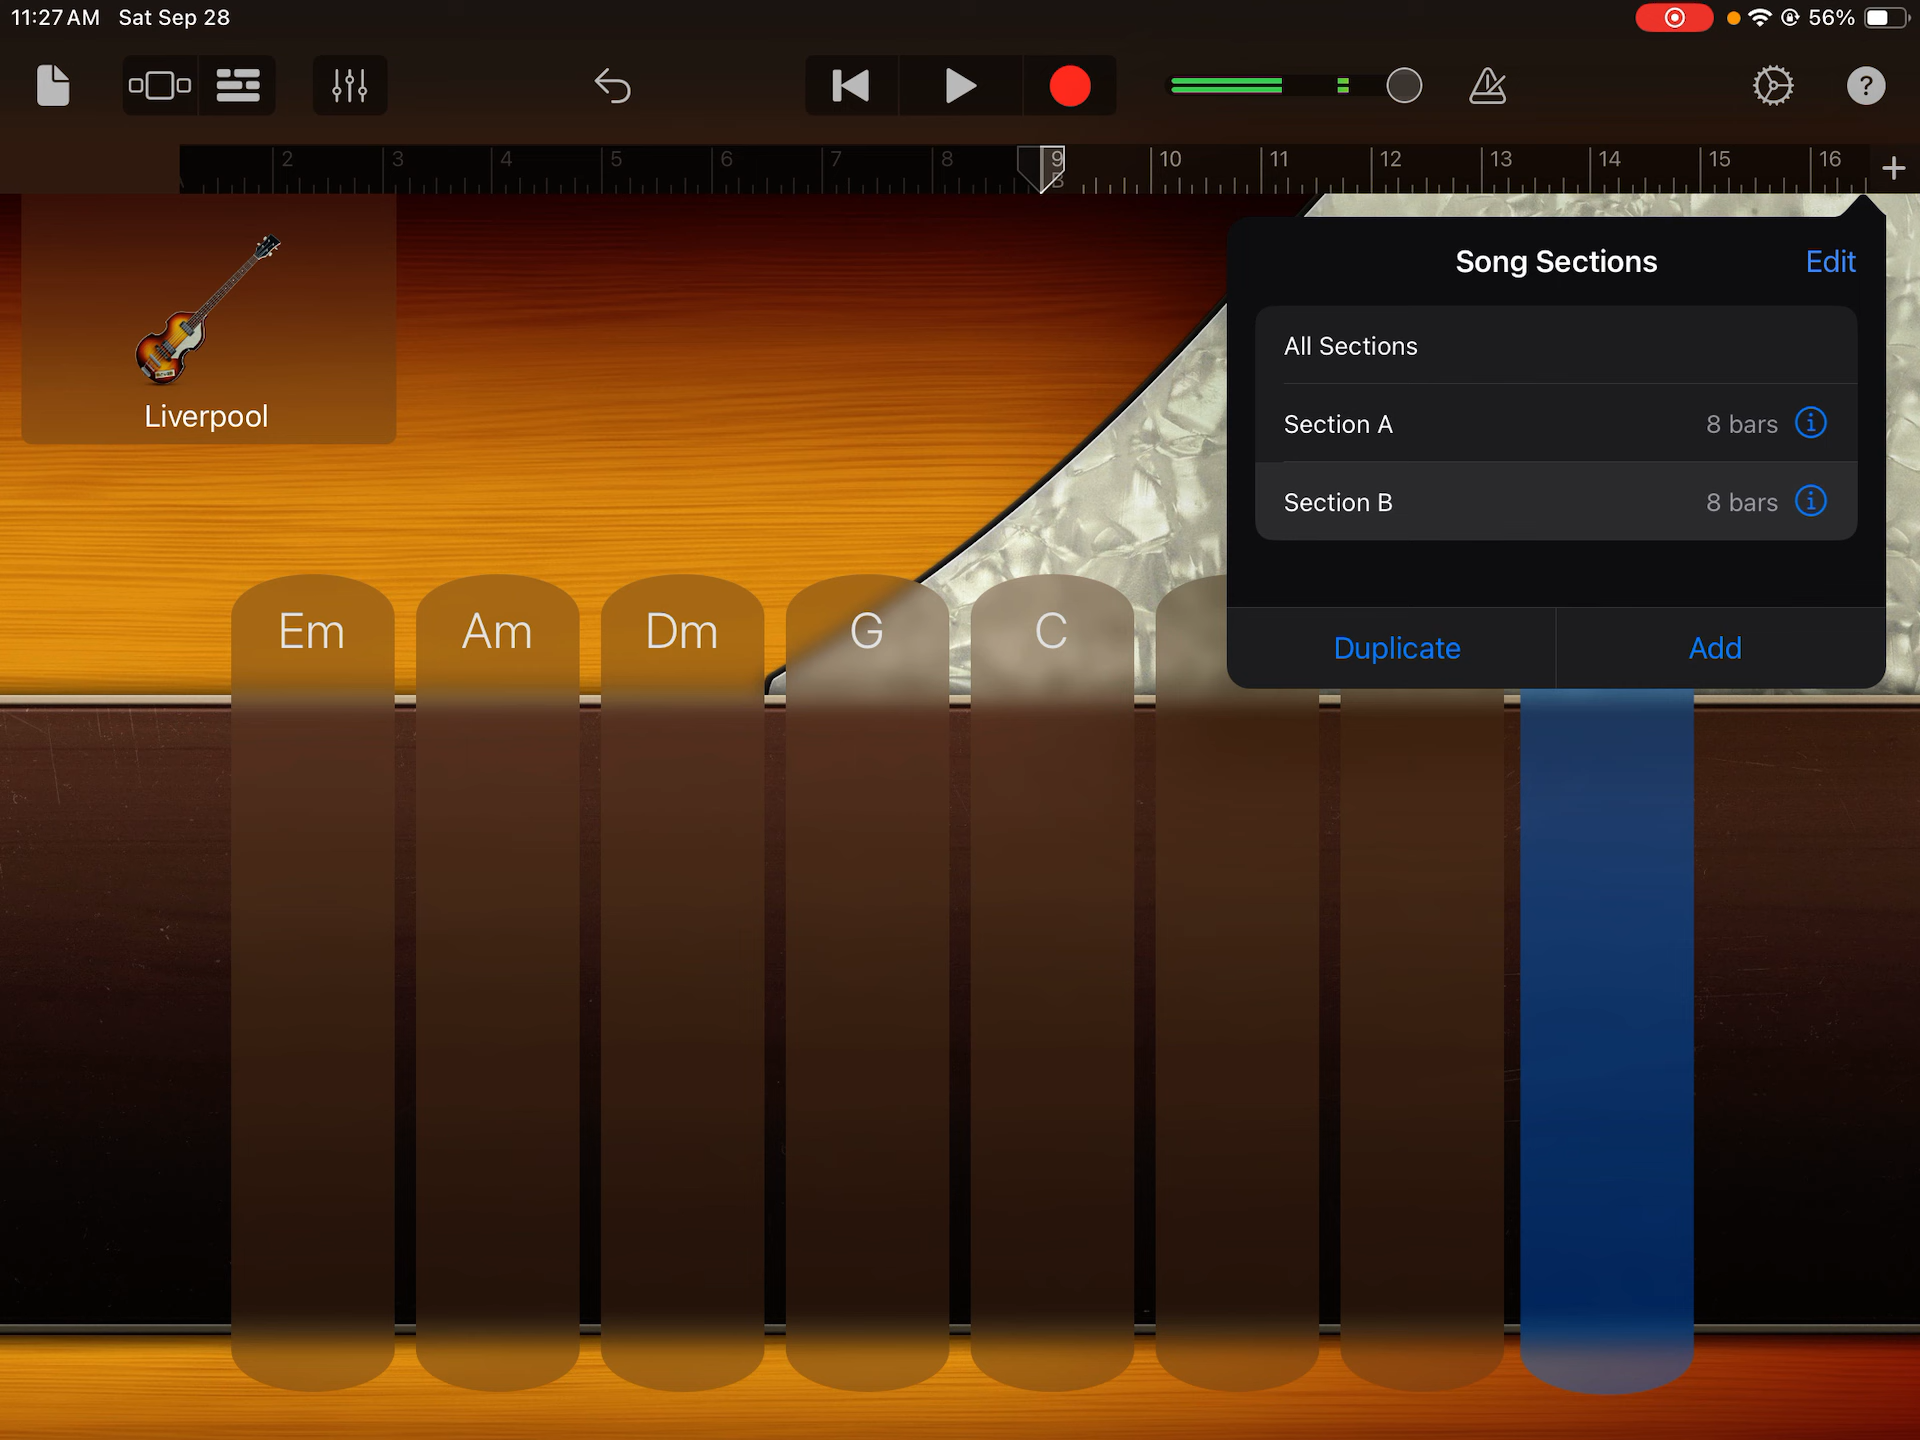 11:27 AM Sat Sep 28
56%
?
2 3 4 5 6 7 8 9 10 11 12 13 14 15 16
B
Song Sections
Edit
All Sections
Section A 8 bars
Section B 8 bars
Duplicate
Add
Liverpool
Em Am Dm G C